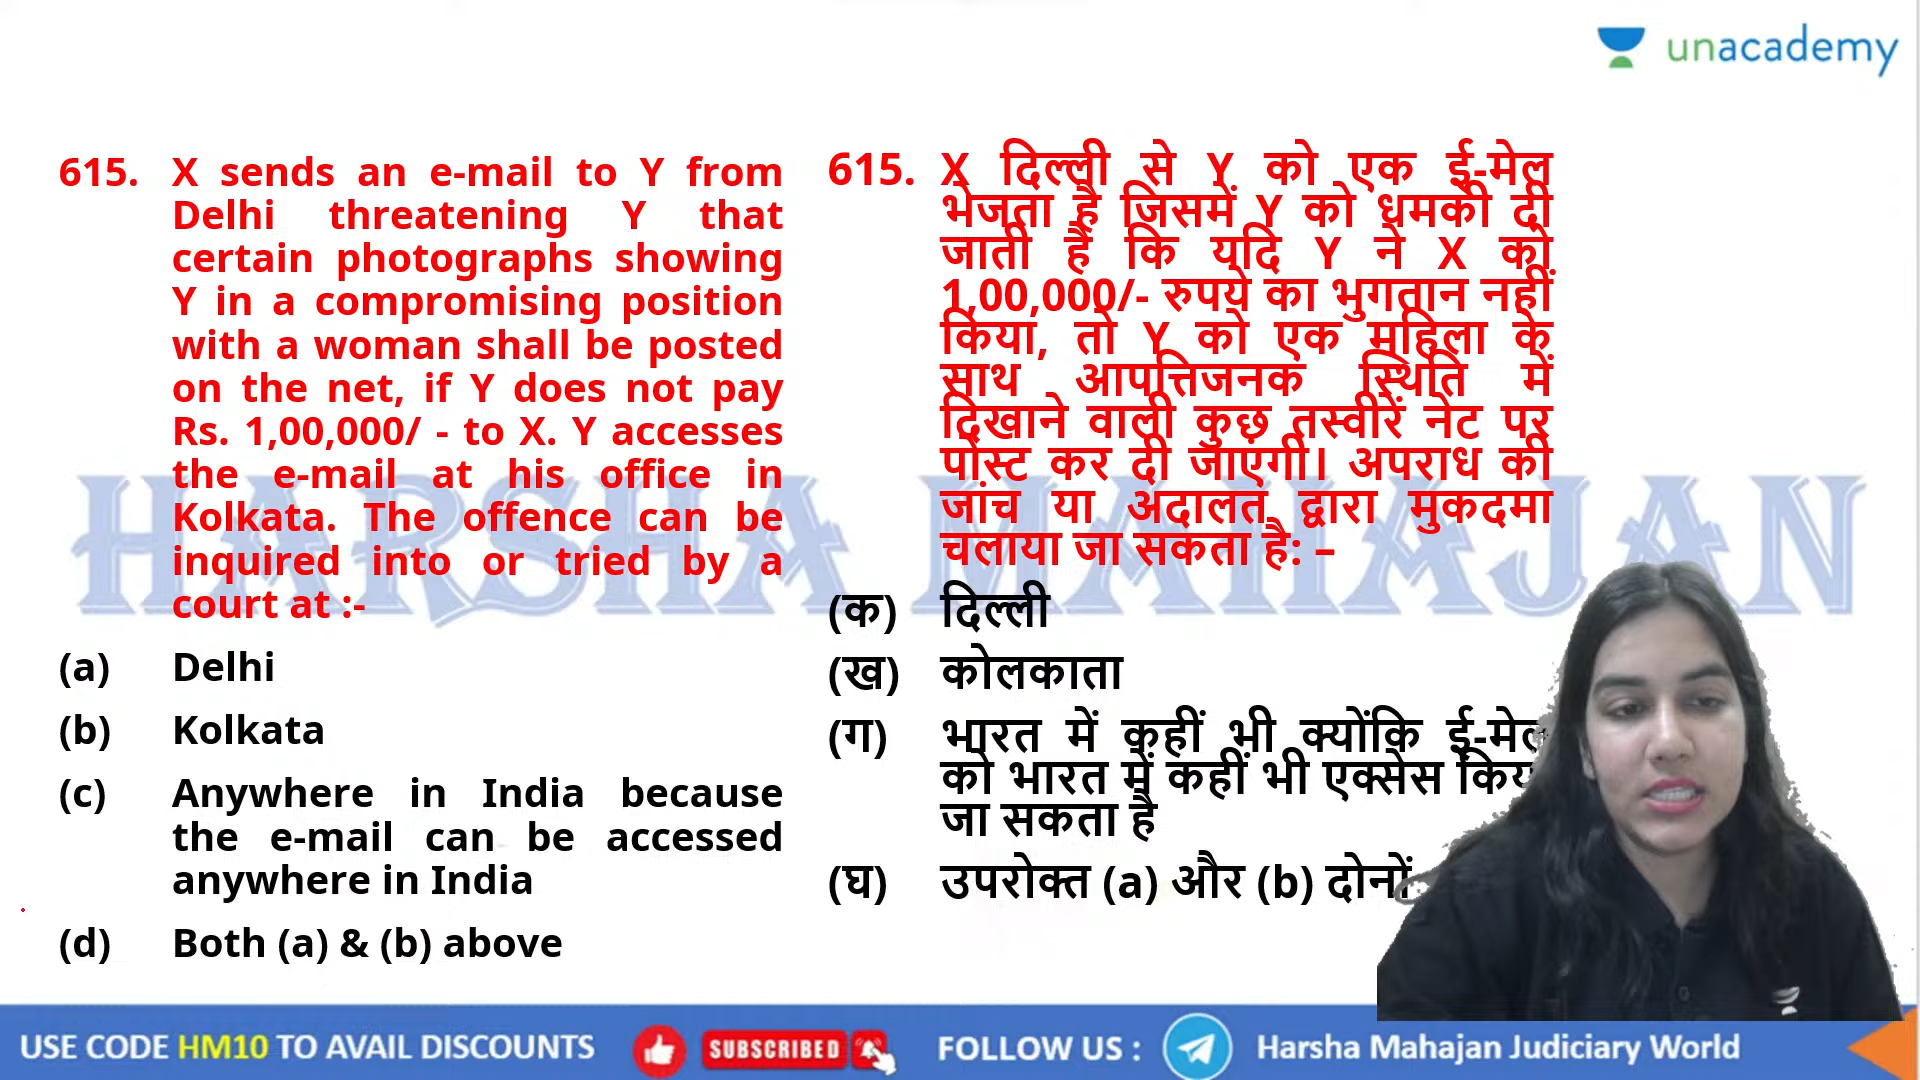 unacademy
615. X sends an e-mail to Y from
Delhi threatening Y that
certain photographs showing
Y in a compromising position
with a woman shall be posted
on the net, if Y does not pay
Rs. 1,00,000/ - to X. Y accesses
the e-mail at his office in
Kolkata. The offence can be
inquired into or tried by a
court at :-
(a) Delhi
(b) Kolkata
(c) Anywhere in India because
the e-mail can be accessed
anywhere in India
(d) Both (a) & (b) above
615. X दिल्ली से Y को एक ई-मेल
भेजता है जिसमें Y को धमकी दी
जाती है कि यदि Y ने X को
1,00,000/- रुपये का भुगतान नहीं
किया, तो Y को एक महिला के
साथ आपत्तिजनक स्थिति में
दिखाने वाली कुछ तस्वीरें नेट पर
पोस्ट कर दी जाएंगी। अपराध की
जांच या अदालत द्वारा मुकदमा
चलाया जा सकता है: –
(क) दिल्ली
(ख) कोलकाता
(ग) भारत में कहीं भी क्योंकि ई-मेल
को भारत में कहीं भी एक्सेस किया
जा सकता है
(घ) उपरोक्त (a) और (b) दोनों
HARSHA MAHAJAN
USE CODE HM10 TO AVAIL DISCOUNTS
SUBSCRIBED
FOLLOW US :
Harsha Mahajan Judiciary World